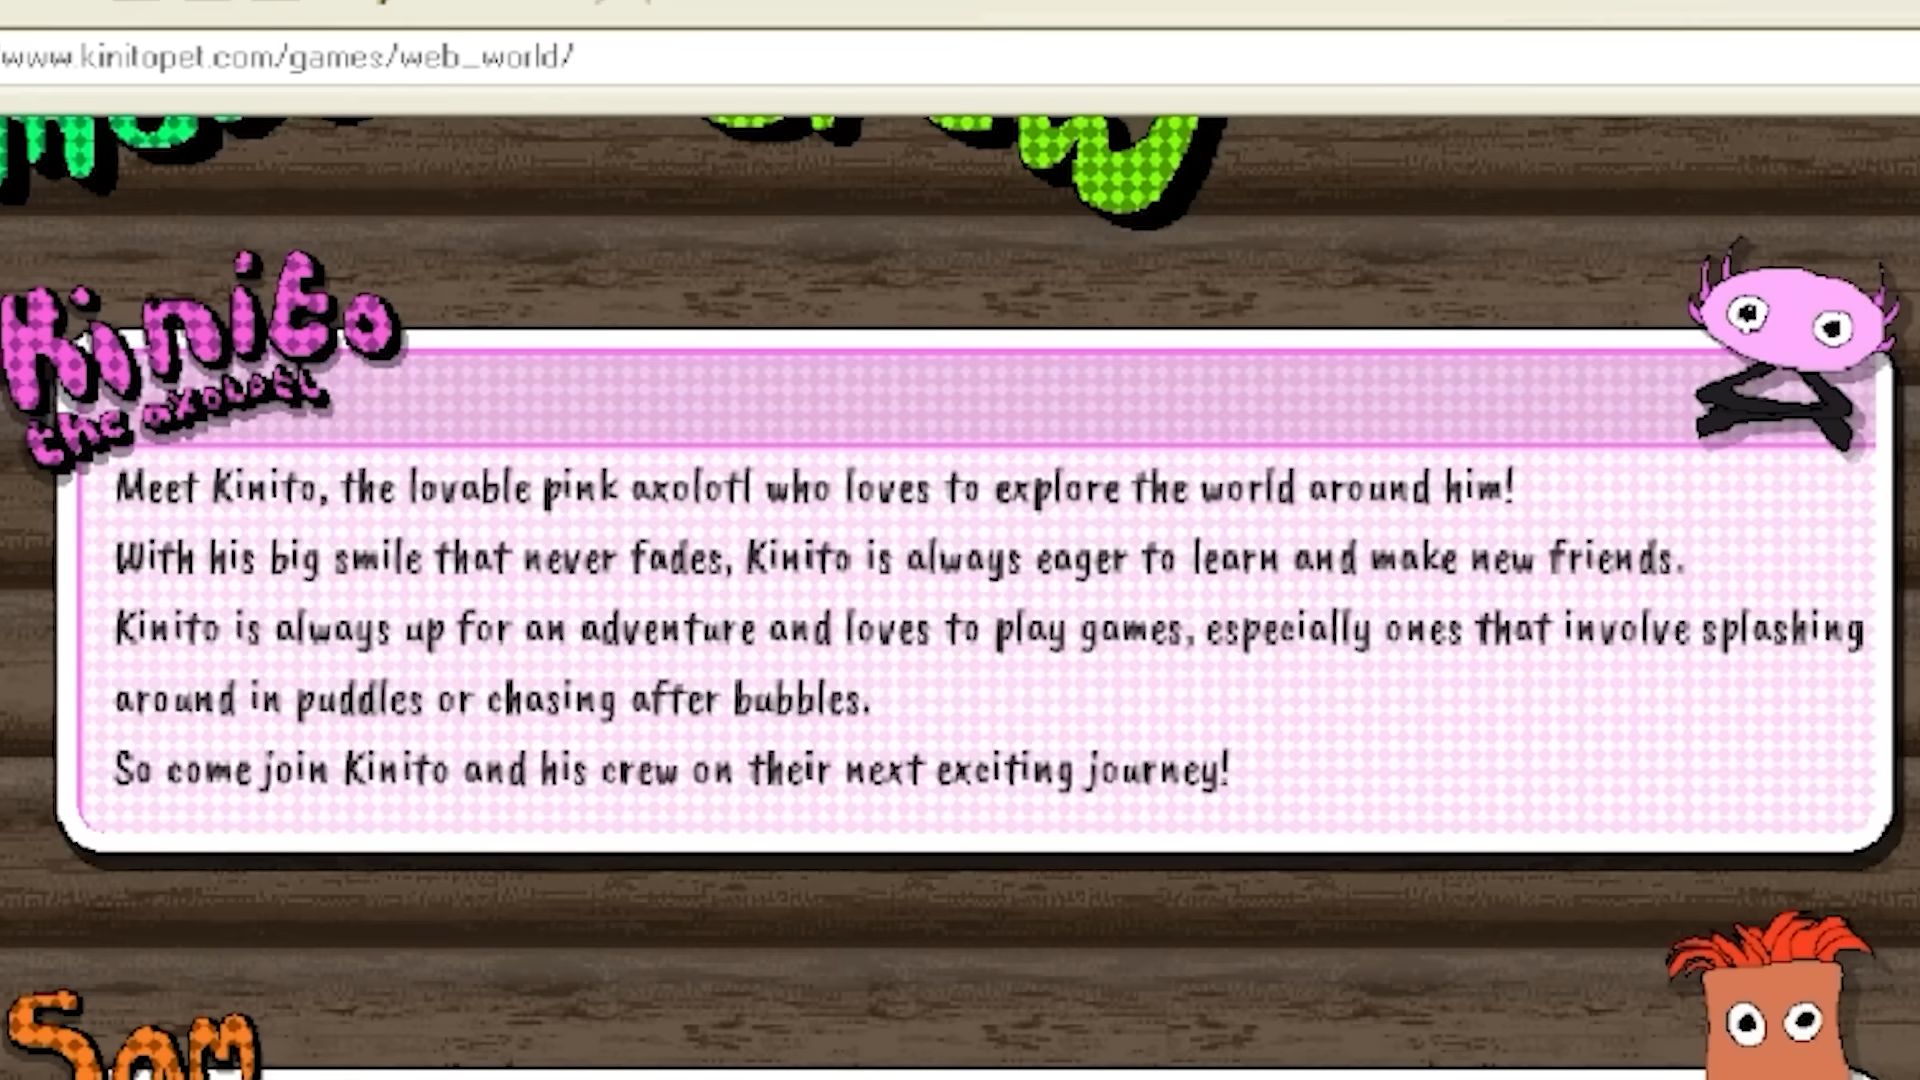 www.kinitopet.com/games/web_world/
Kinito
the axolotl
Meet Kinito, the lovable pink axolotl who loves to explore the world around him!
With his big smile that never fades, Kinito is always eager to learn and make new friends.
Kinito is always up for an adventure and loves to play games, especially ones that involve splashing
around in puddles or chasing after bubbles.
So come join Kinito and his crew on their next exciting journey!
Sam